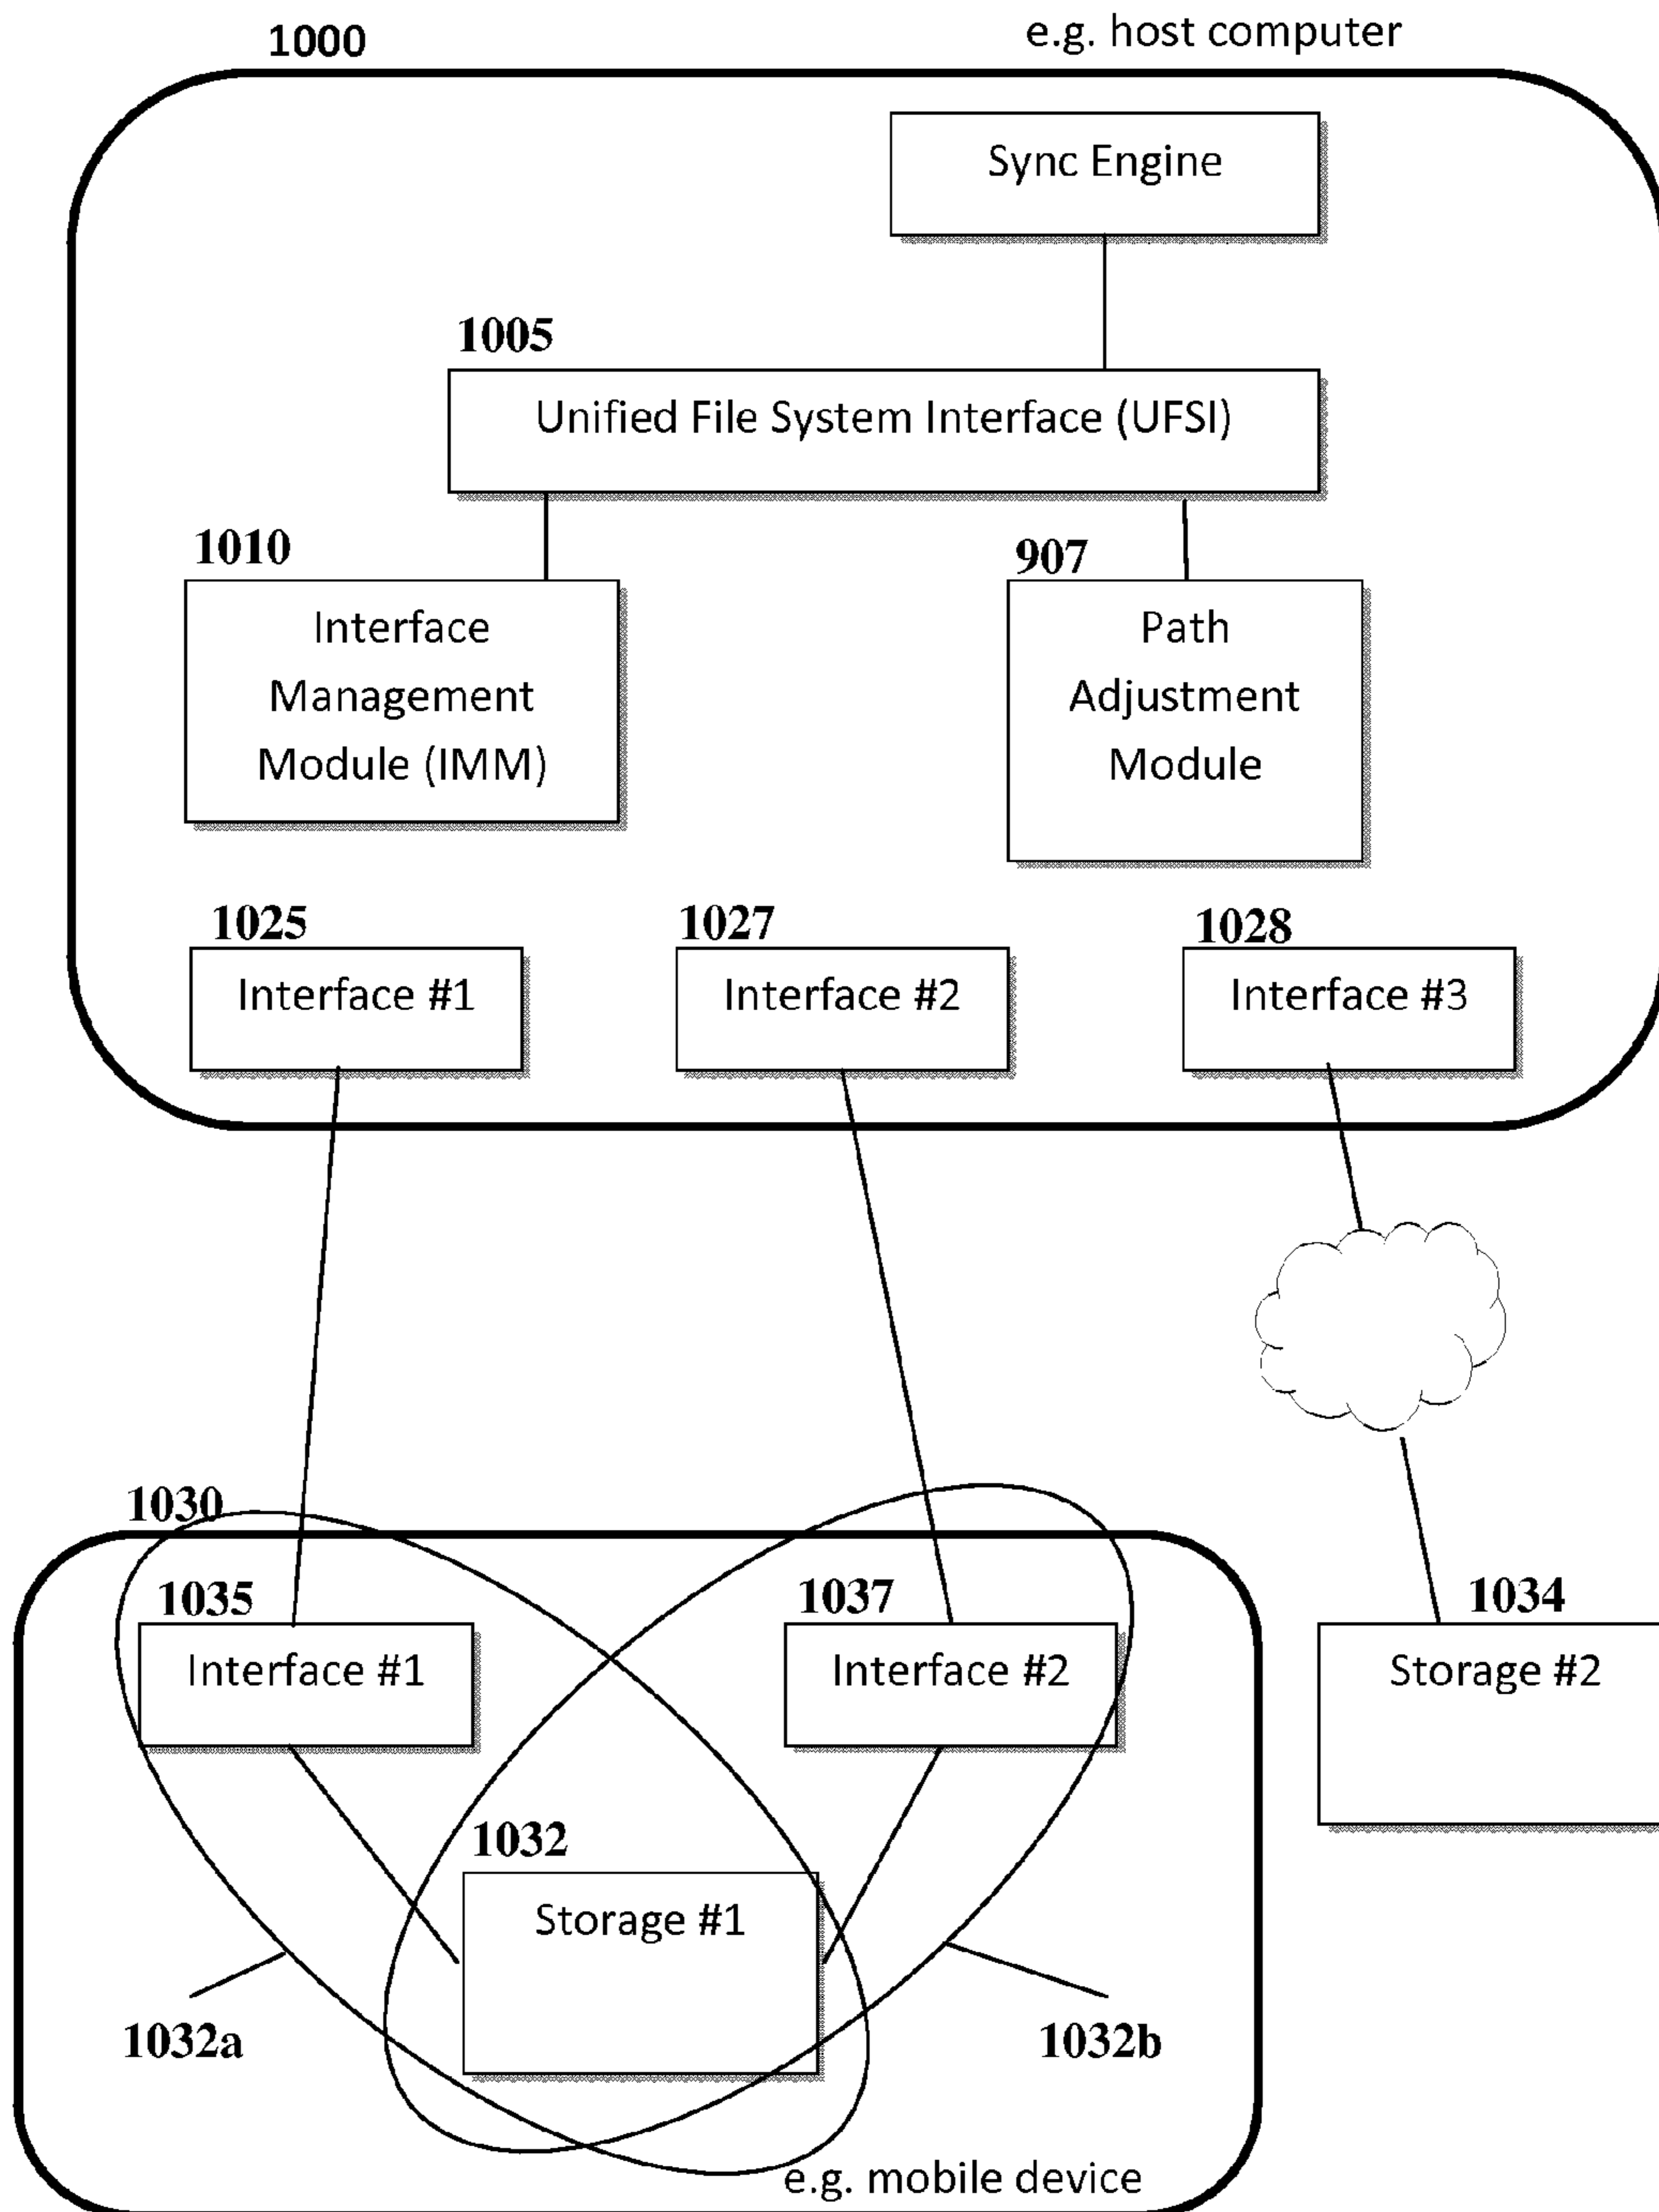 1000
e.g. host computer
Sync Engine
1005
Unified File System Interface (UFSI)
1010
Interface
Management
Module (IMM)
907
Path
Adjustment
Module
1025
Interface #1
1027
Interface #2
1028
Interface #3
1030
1035
Interface #1
1037
Interface #2
1034
Storage #2
1032
Storage #1
1032a
1032b
e.g. mobile device